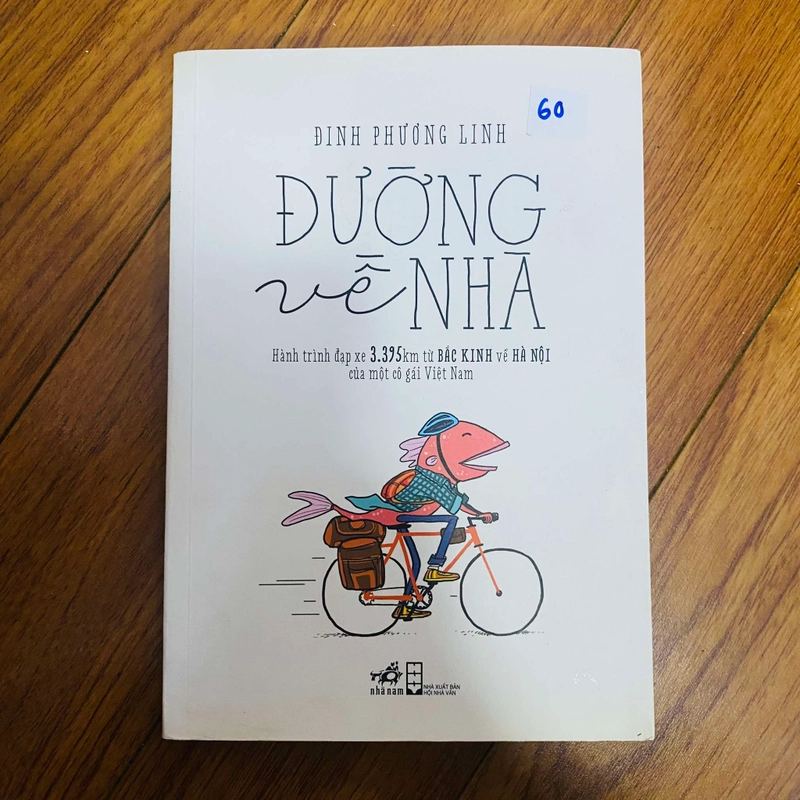 60
ĐINH PHƯƠNG LINH
ĐƯỜNG
về NHÀ
Hành trình đạp xe 3.395km từ BẮC KINH về HÀ NỘI
của một cô gái Việt Nam
nhã nam
NHÀ XUẤT BẢN
HỘI NHÀ VĂN